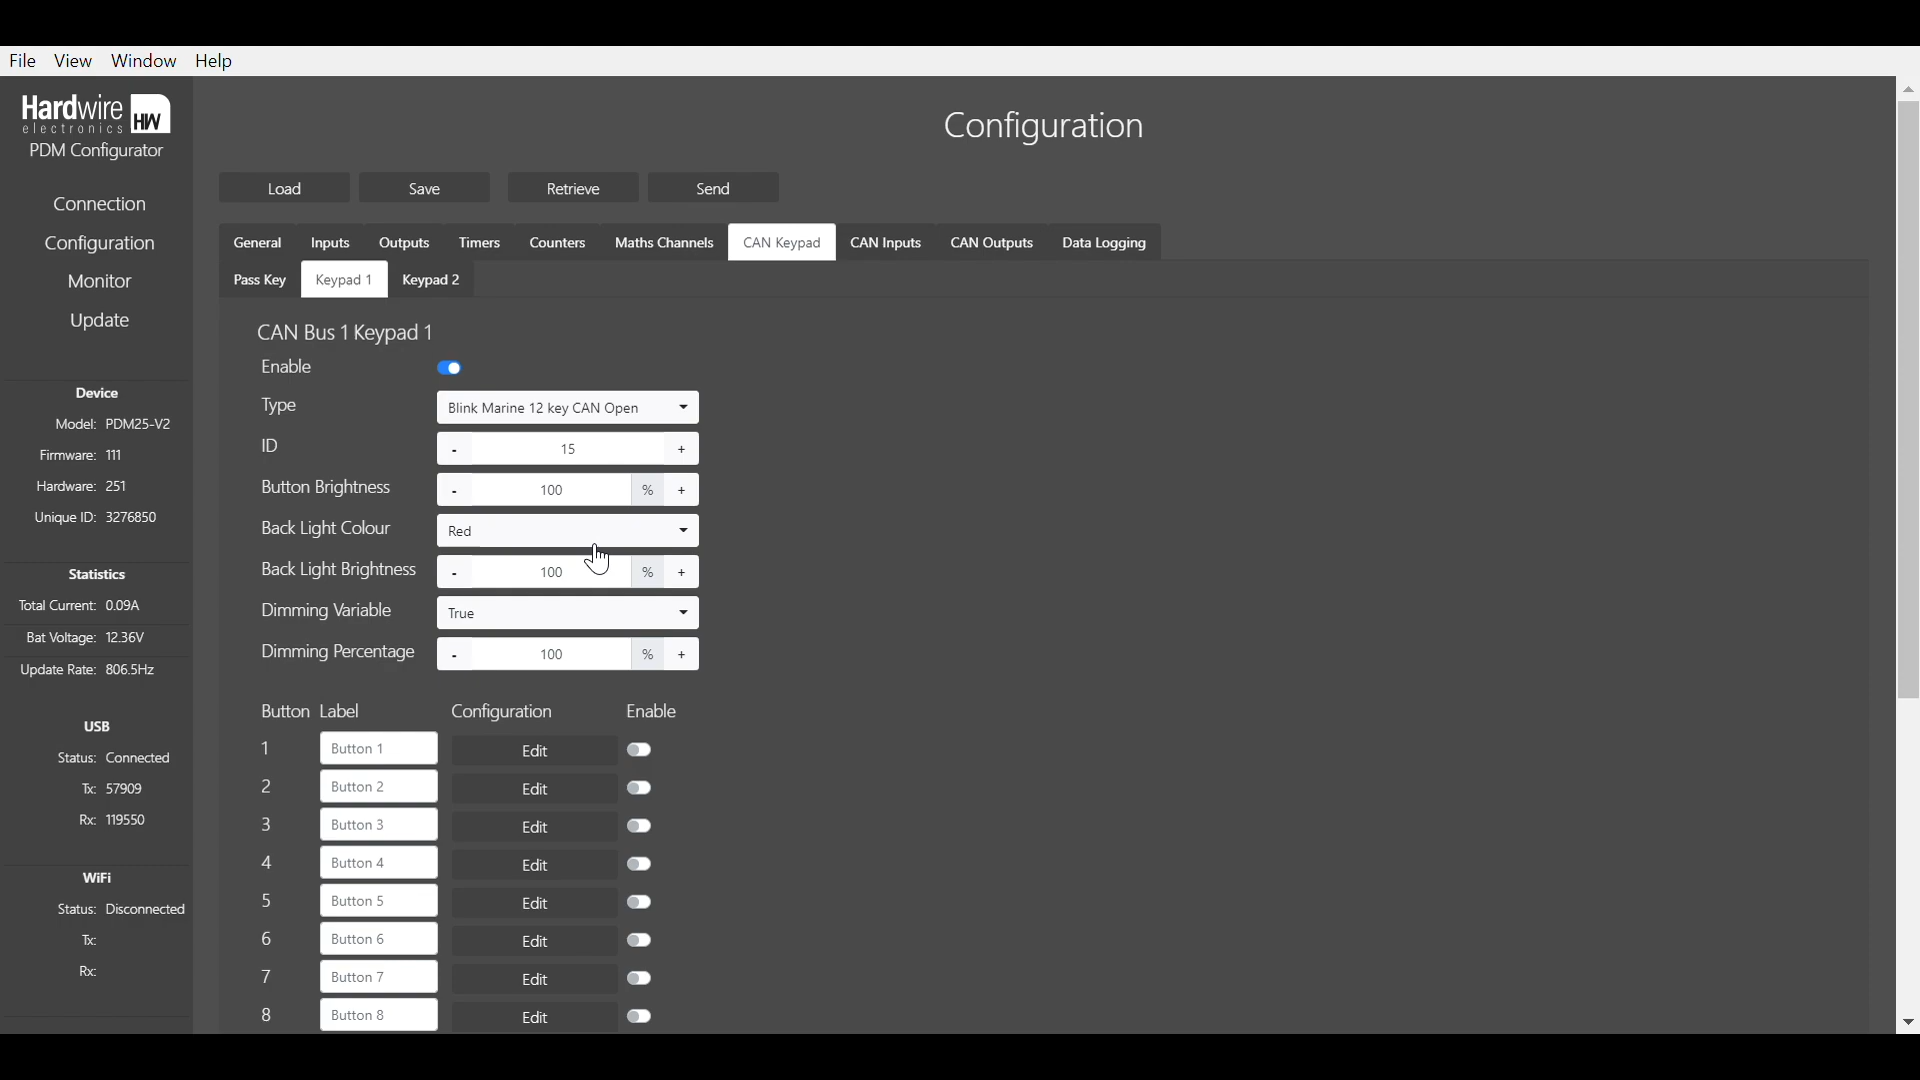 File View Window Help
Hardwire HW
electronics
PDM Configurator
Connection
Configuration
Monitor
Update
Device
Model: PDM25-V2
Firmware: 111
Hardware: 251
Unique ID: 3276850
Statistics
Total Current: 0.09A
Bat Voltage: 12.36V
Update Rate: 806.5Hz
USB
Status: Connected
Tx: 57909
Rx: 119550
WiFi
Status: Disconnected
Tx:
Rx:
Configuration
Load Save Retrieve Send
General Inputs Outputs Timers Counters Maths Channels CAN Keypad CAN Inputs CAN Outputs Data Logging
Pass Key Keypad 1 Keypad 2
CAN Bus 1 Keypad 1
Enable
Type Blink Marine 12 key CAN Open
ID - 15 +
Button Brightness - 100 % +
Back Light Colour Red
Back Light Brightness - 100 % +
Dimming Variable True
Dimming Percentage - 100 % +
Button Label Configuration Enable
1 Button 1 Edit
2 Button 2 Edit
3 Button 3 Edit
4 Button 4 Edit
5 Button 5 Edit
6 Button 6 Edit
7 Button 7 Edit
8 Button 8 Edit